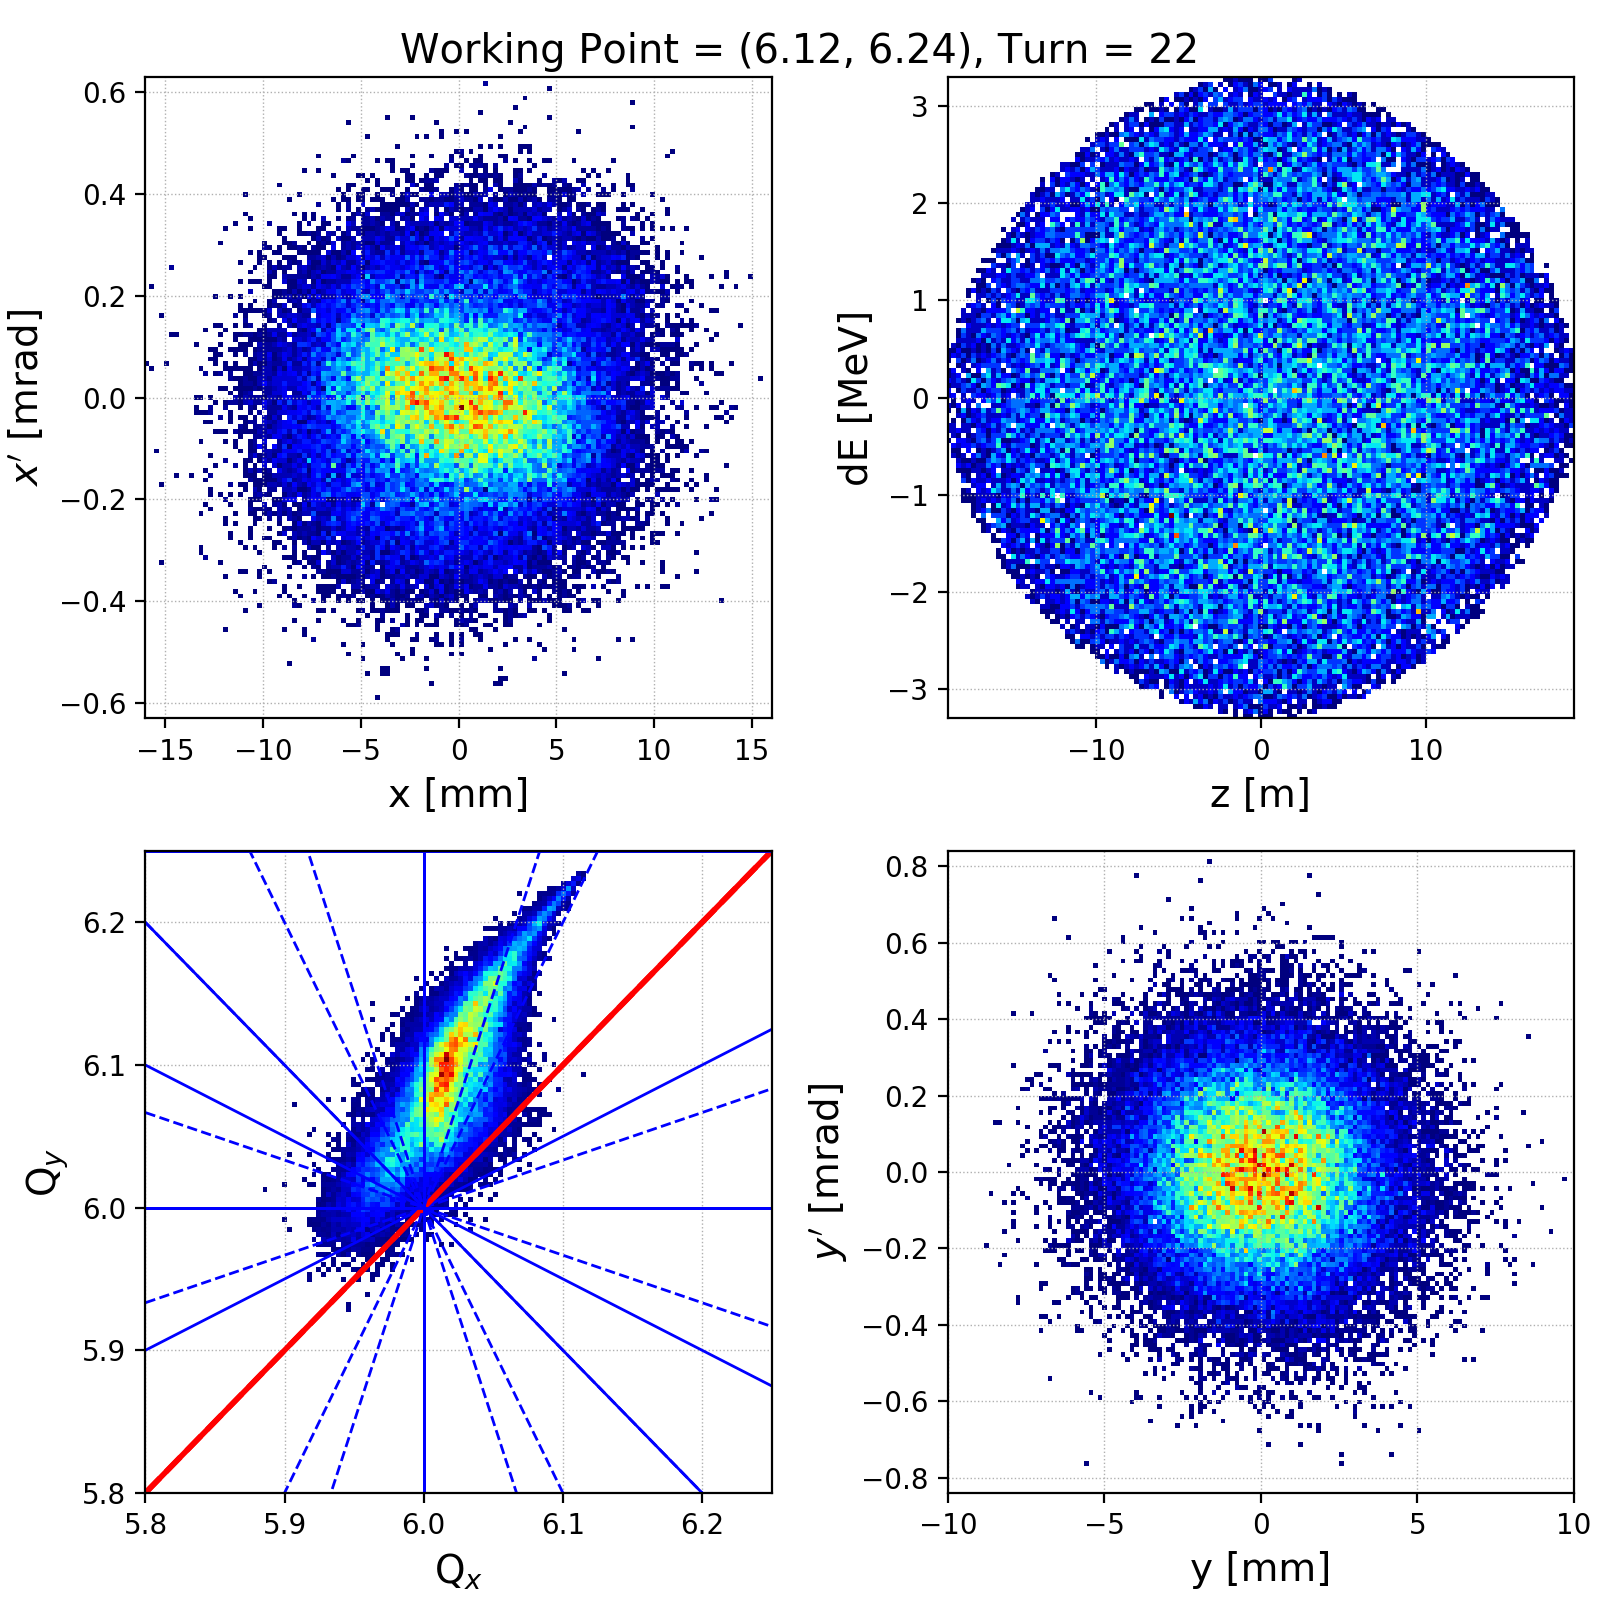 Working Point = (6.12, 6.24), Turn = 22
0.6
0.4
0.2
0.0
−0.2
−0.4
−0.6
x′ [mrad]
−15 −10 −5 0 5 10 15
x [mm]
3
2
1
0
−1
−2
−3
dE [MeV]
−10 0 10
z [m]
6.2
6.1
6.0
5.9
5.8
Qy
5.8 5.9 6.0 6.1 6.2
Qx
0.8
0.6
0.4
0.2
0.0
−0.2
−0.4
−0.6
−0.8
y′ [mrad]
−10 −5 0 5 10
y [mm]